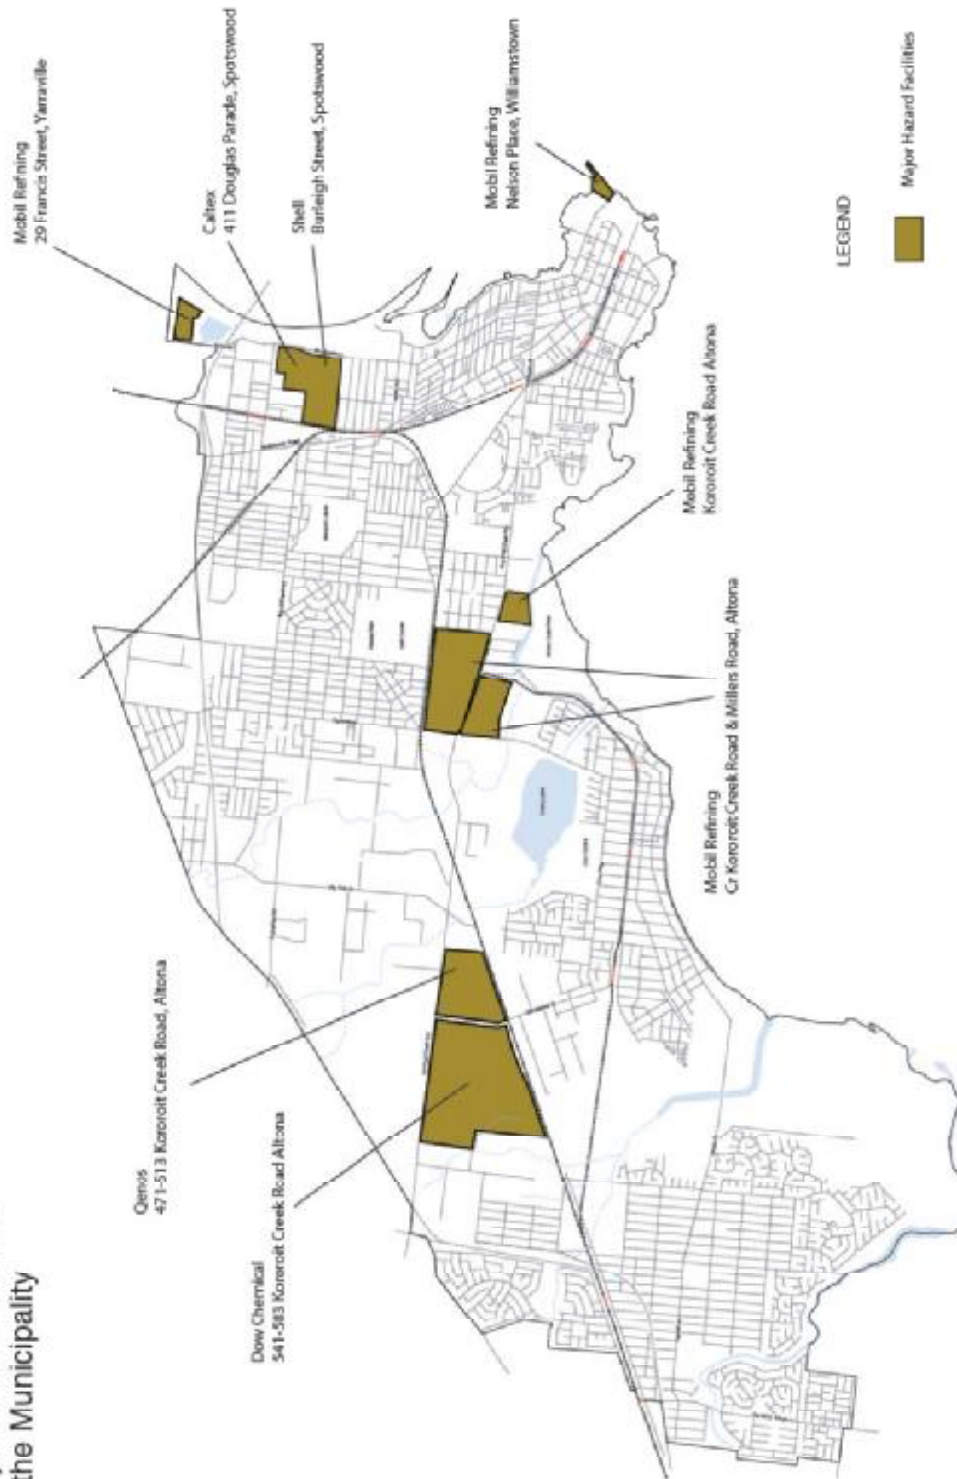 the Municipality
Mobil Refining
29 Francis Street, Yarraville
Caltex
411 Douglas Parade, Spotswood
Shell
Burleigh Street, Spotswood
Mobil Refining
Nelson Place, Williamstown
Mobil Refining
Kororoit Creek Road Altona
Mobil Refining
Cr Kororoit Creek Road & Millers Road, Altona
Qenos
471-513 Kororoit Creek Road, Altona
Dow Chemical
541-583 Kororoit Creek Road Altona
LEGEND
Major Hazard Facilities